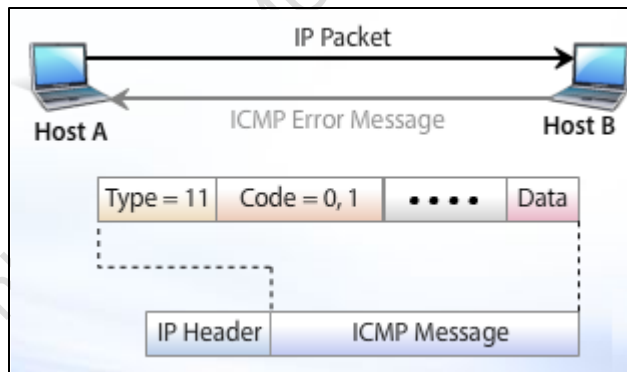 IP Packet
ICMP Error Message
Host A
Host B
Type = 11 Code = 0, 1 •••• Data
IP Header ICMP Message